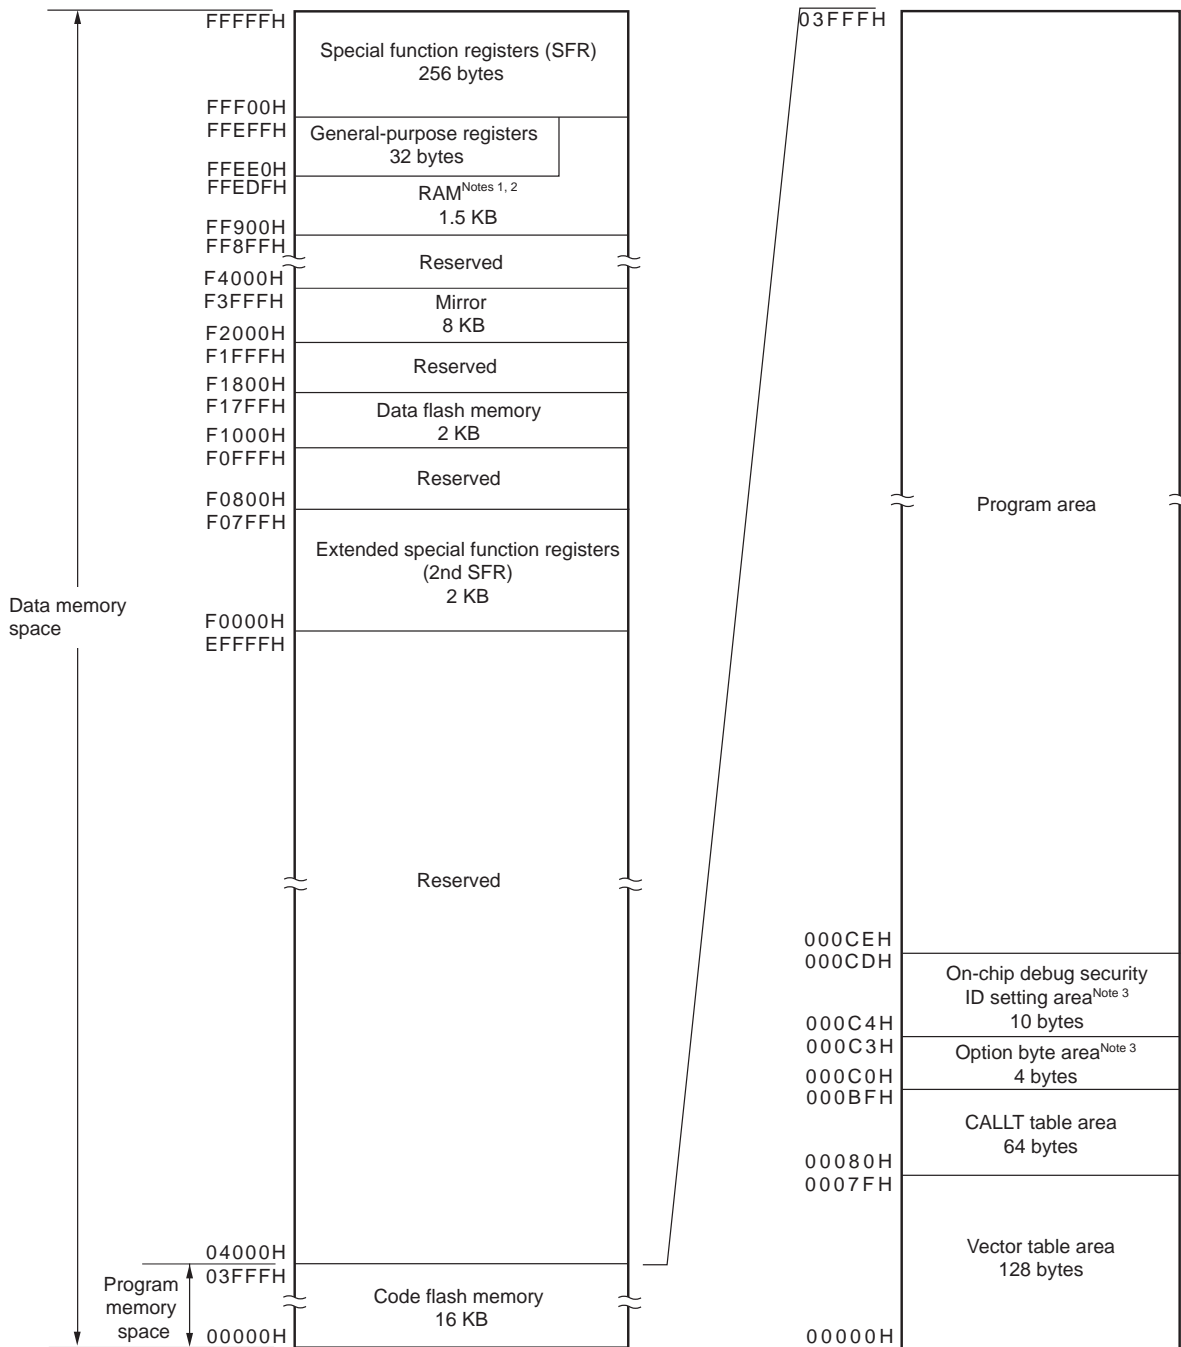 FFFFFH
Special function registers (SFR)
256 bytes
FFF00H
FFEFFH
General-purpose registers
32 bytes
FFEE0H
FFEDFH
RAMNotes 1, 2
1.5 KB
FF900H
FF8FFH
Reserved
F4000H
F3FFFH
Mirror
8 KB
F2000H
F1FFFH
Reserved
F1800H
F17FFH
Data flash memory
2 KB
F1000H
F0FFFH
Reserved
F0800H
F07FFH
Extended special function registers
(2nd SFR)
2 KB
Data memory
space
F0000H
EFFFFH
Reserved
04000H
03FFFH
Program
memory
space
Code flash memory
16 KB
00000H
03FFFH
Program area
000CEH
000CDH
On-chip debug security
ID setting areaNote 3
10 bytes
000C4H
000C3H
Option byte areaNote 3
4 bytes
000C0H
000BFH
CALLT table area
64 bytes
00080H
0007FH
Vector table area
128 bytes
00000H